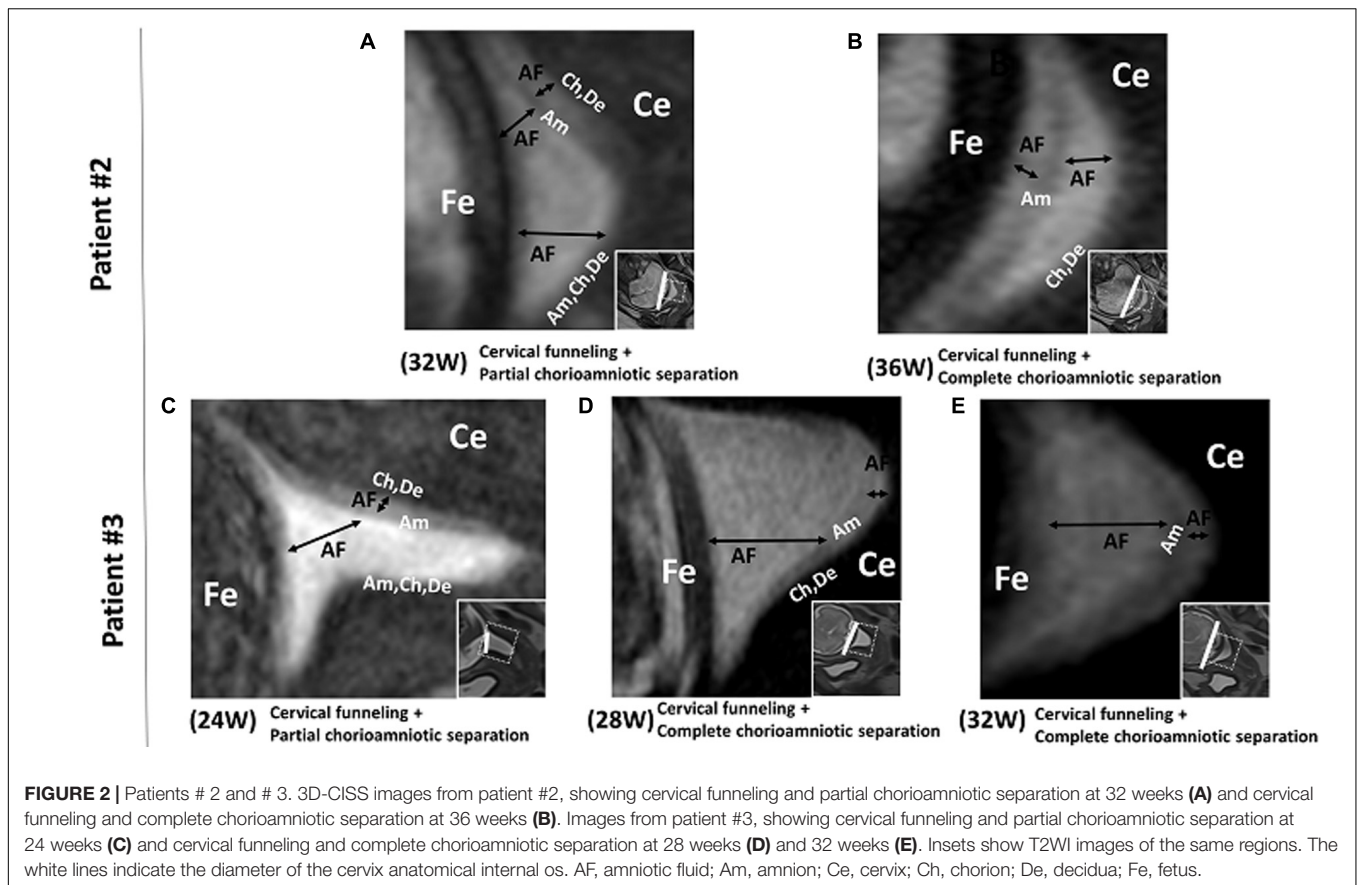 Patient #2
A
AF
Ch,De
Ce
Am
AF
Fe
AF
Am,Ch,De
(32W) Cervical funneling +
Partial chorioamniotic separation
B
B
Ce
Fe
AF
AF
Am
Ch,De
(36W) Cervical funneling +
Complete chorioamniotic separation
Patient #3
C
Ce
Ch,De
AF
Am
AF
Fe
Am,Ch,De
(24W) Cervical funneling +
Partial chorioamniotic separation
D
AF
Am
AF
Fe
Ce
Ch,De
(28W) Cervical funneling +
Complete chorioamniotic separation
E
Ce
AF
Am
AF
Fe
(32W) Cervical funneling +
Complete chorioamniotic separation
FIGURE 2 | Patients # 2 and # 3. 3D-CISS images from patient #2, showing cervical funneling and partial chorioamniotic separation at 32 weeks (A) and cervical
funneling and complete chorioamniotic separation at 36 weeks (B). Images from patient #3, showing cervical funneling and partial chorioamniotic separation at
24 weeks (C) and cervical funneling and complete chorioamniotic separation at 28 weeks (D) and 32 weeks (E). Insets show T2WI images of the same regions. The
white lines indicate the diameter of the cervix anatomical internal os. AF, amniotic fluid; Am, amnion; Ce, cervix; Ch, chorion; De, decidua; Fe, fetus.